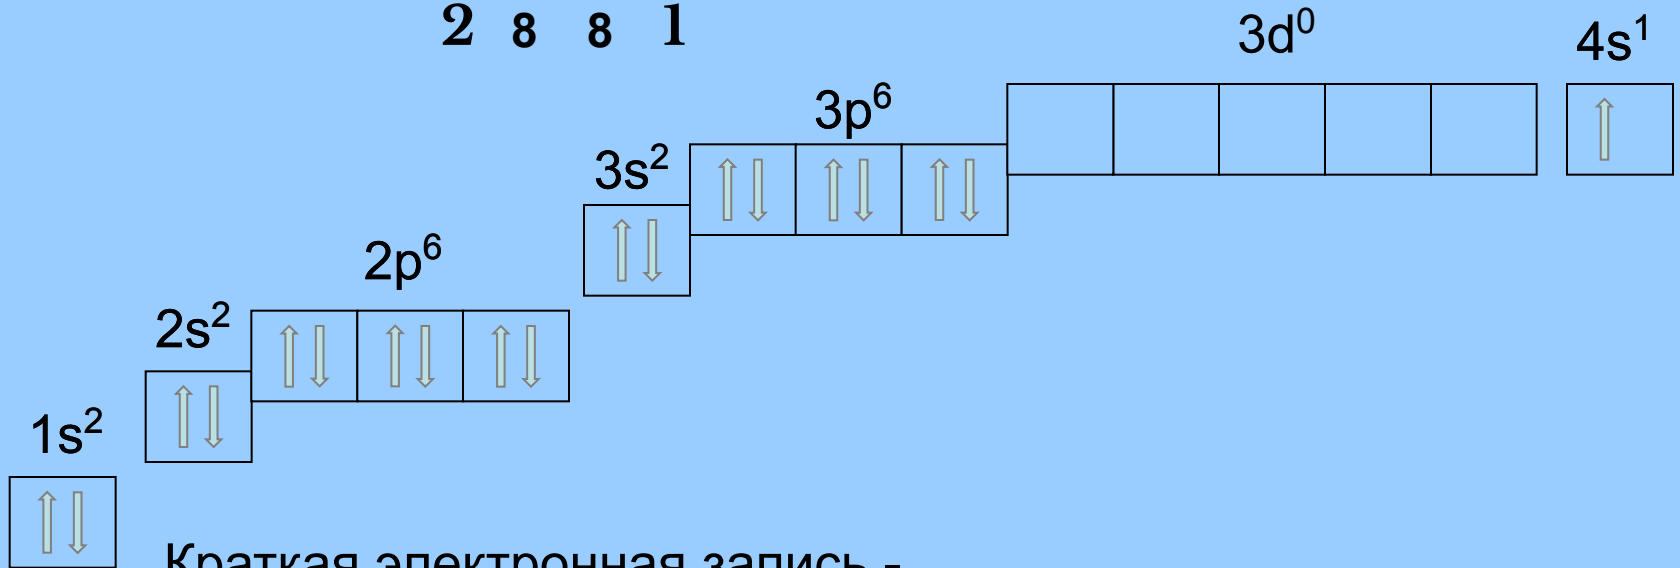 2 8 8 1
3d⁰
4s¹
3p⁶
3s²
2p⁶
2s²
1s²
Краткая электронная запись -